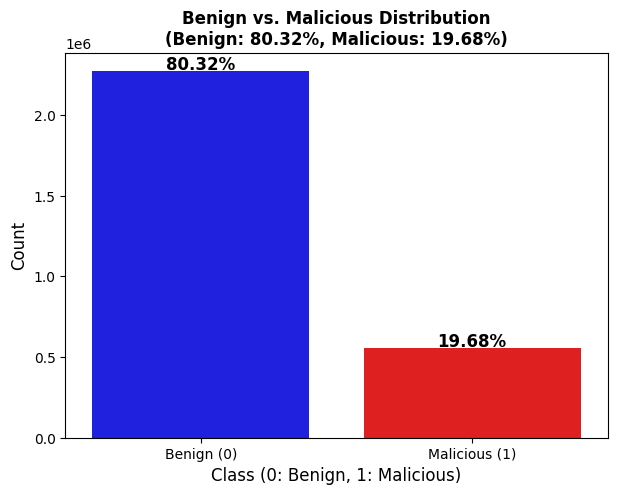 Benign vs. Malicious Distribution
(Benign: 80.32%, Malicious: 19.68%)
1e6
80.32%
2.0
1.5
Count
1.0
19.68%
0.5
0.0
Benign (0)
Malicious (1)
Class (0: Benign, 1: Malicious)